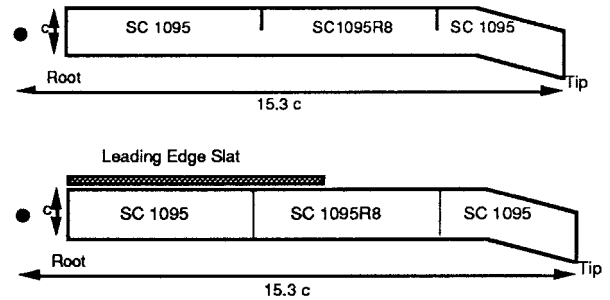 SC 1095 SC1095R8 SC 1095
c
Root
Tip
15.3 c
Leading Edge Slat
SC 1095 SC 1095R8 SC 1095
c
Root
Tip
15.3 c